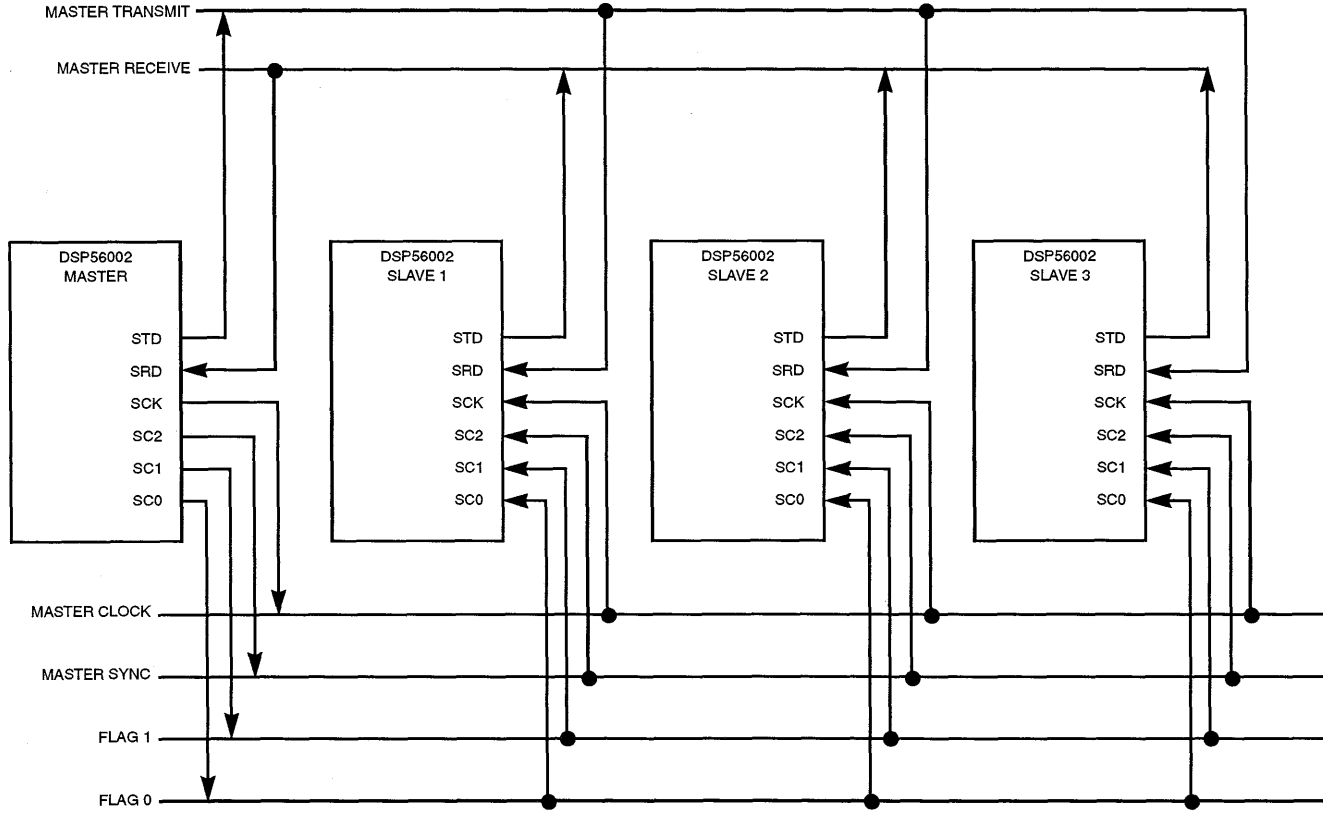 MASTER TRANSMIT
MASTER RECEIVE
DSP56002
MASTER
STD
SRD
SCK
SC2
SC1
SC0
DSP56002
SLAVE 1
STD
SRD
SCK
SC2
SC1
SC0
DSP56002
SLAVE 2
STD
SRD
SCK
SC2
SC1
SC0
DSP56002
SLAVE 3
STD
SRD
SCK
SC2
SC1
SC0
MASTER CLOCK
MASTER SYNC
FLAG 1
FLAG 0